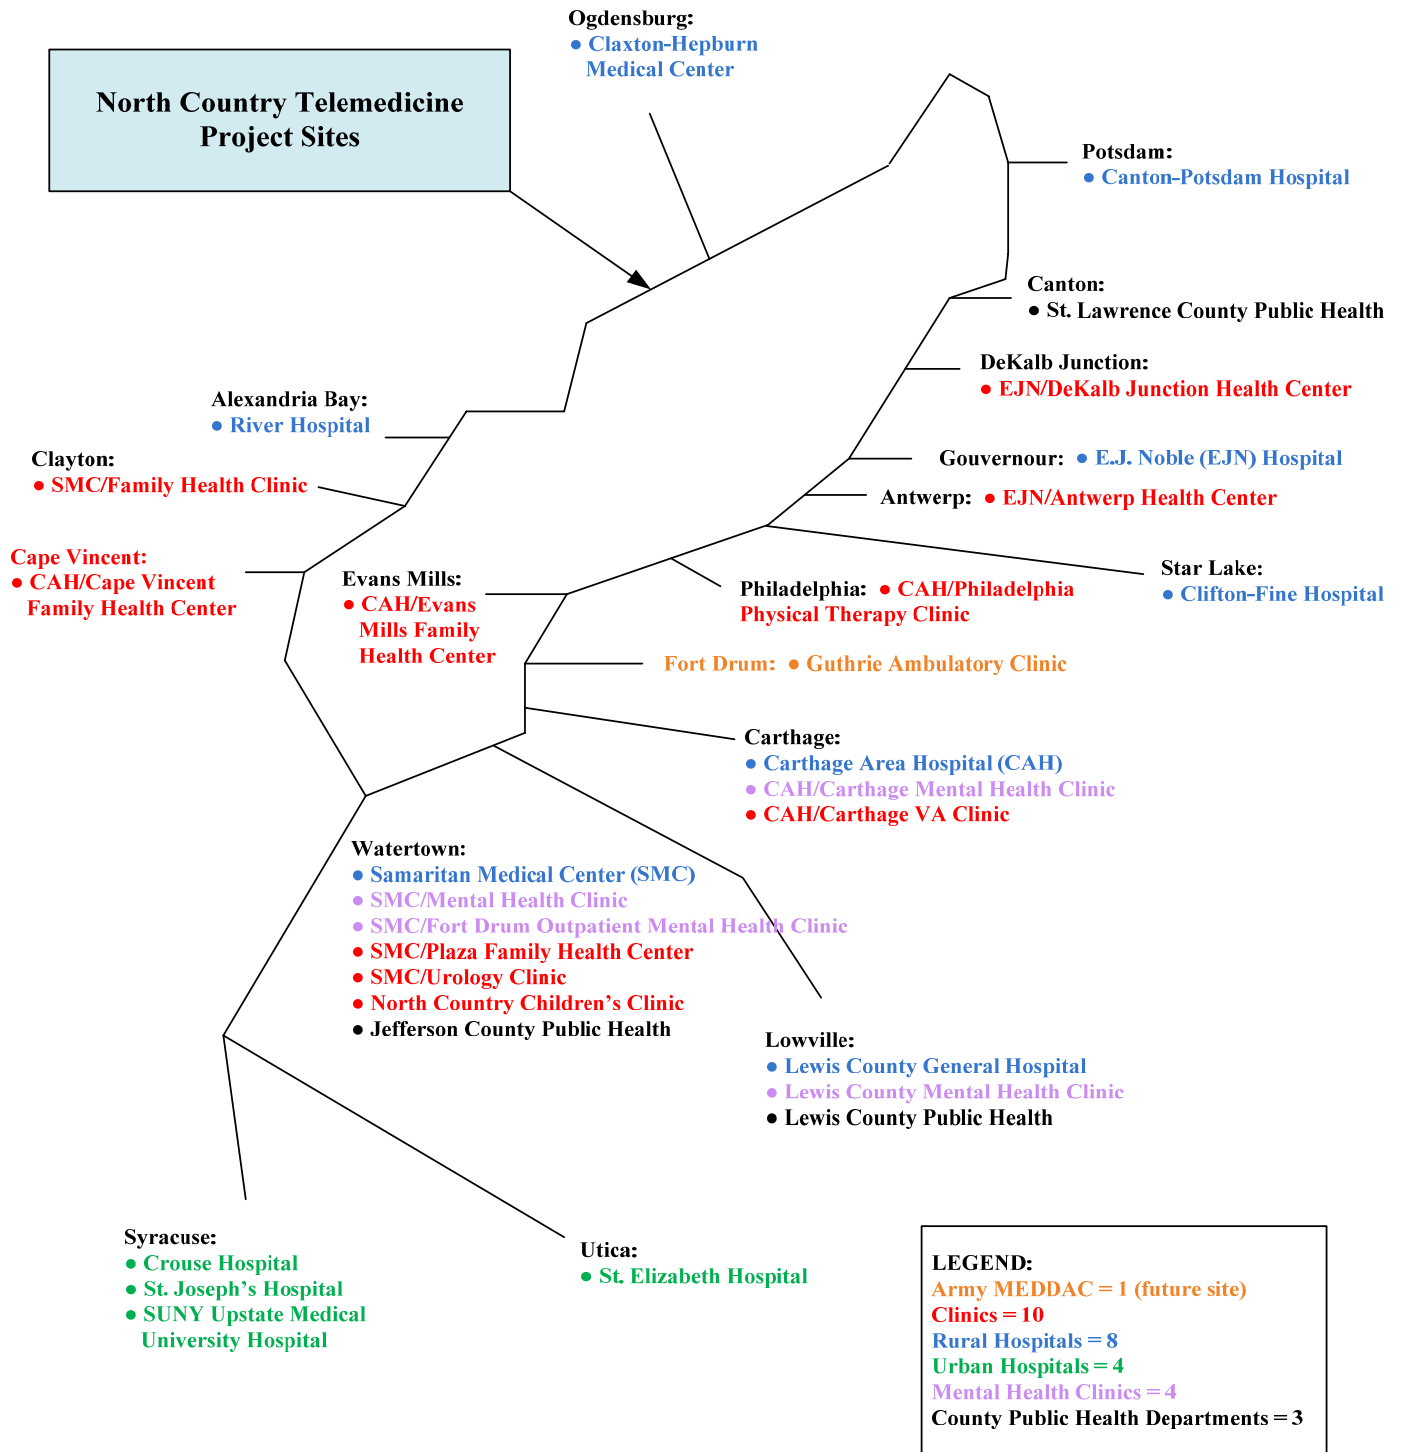 Ogdensburg:
● Claxton-Hepburn
Medical Center
North Country Telemedicine
Project Sites
Potsdam:
● Canton-Potsdam Hospital
Canton:
● St. Lawrence County Public Health
DeKalb Junction:
● EJN/DeKalb Junction Health Center
Alexandria Bay:
● River Hospital
Clayton:
● SMC/Family Health Clinic
Gouvernour: ● E.J. Noble (EJN) Hospital
Antwerp: ● EJN/Antwerp Health Center
Cape Vincent:
● CAH/Cape Vincent
Family Health Center
Evans Mills:
● CAH/Evans
Mills Family
Health Center
Star Lake:
● Clifton-Fine Hospital
Philadelphia: ● CAH/Philadelphia
Physical Therapy Clinic
Fort Drum: ● Guthrie Ambulatory Clinic
Carthage:
● Carthage Area Hospital (CAH)
● CAH/Carthage Mental Health Clinic
● CAH/Carthage VA Clinic
Watertown:
● Samaritan Medical Center (SMC)
● SMC/Mental Health Clinic
● SMC/Fort Drum Outpatient Mental Health Clinic
● SMC/Plaza Family Health Center
● SMC/Urology Clinic
● North Country Children's Clinic
● Jefferson County Public Health
Lowville:
● Lewis County General Hospital
● Lewis County Mental Health Clinic
● Lewis County Public Health
Syracuse:
● Crouse Hospital
● St. Joseph's Hospital
● SUNY Upstate Medical
University Hospital
Utica:
● St. Elizabeth Hospital
LEGEND:
Army MEDDAC = 1 (future site)
Clinics = 10
Rural Hospitals = 8
Urban Hospitals = 4
Mental Health Clinics = 4
County Public Health Departments = 3